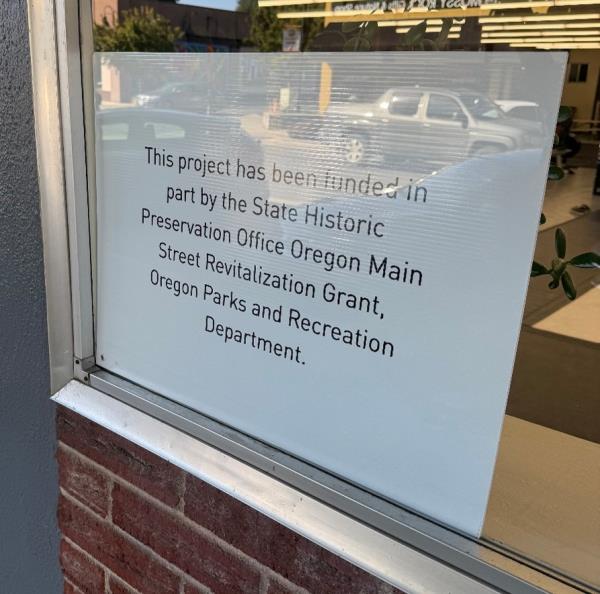 This project has been funded in
part by the State Historic
Preservation Office Oregon Main
Street Revitalization Grant,
Oregon Parks and Recreation
Department.